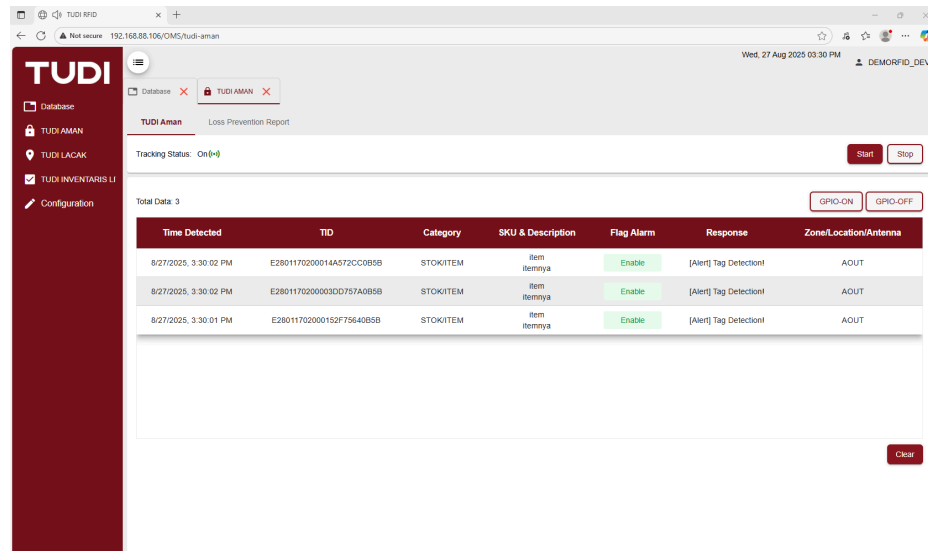 TUDI RFID
Not secure 192.168.88.106/OMS/tudi-aman
TUDI
Wed, 27 Aug 2025 03:30 PM
DEMORFID_DEV
Database
TUDI AMAN
TUDI LACAK
TUDI INVENTARIS LI
Configuration
Database TUDI AMAN
TUDI Aman Loss Prevention Report
Tracking Status: On
Start Stop
Total Data: 3
GPIO-ON GPIO-OFF
Time Detected TID Category SKU & Description Flag Alarm Response Zone/Location/Antenna
8/27/2025, 3:30:02 PM E2801170200014A572CC0B5B STOK/ITEM item itemnya Enable [Alert] Tag Detection! AOUT
8/27/2025, 3:30:02 PM E2801170200003DD757A0B5B STOK/ITEM item itemnya Enable [Alert] Tag Detection! AOUT
8/27/2025, 3:30:01 PM E28011702000152F75640B5B STOK/ITEM item itemnya Enable [Alert] Tag Detection! AOUT
Clear